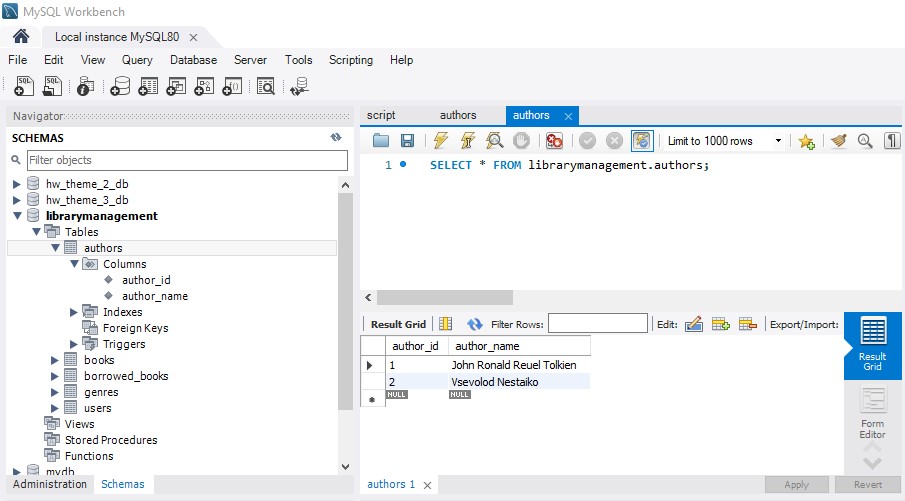 MySQL Workbench
Local instance MySQL80
File Edit View Query Database Server Tools Scripting Help
SQL SQL
Navigator
SCHEMAS
Filter objects
hw_theme_2_db
hw_theme_3_db
librarymanagement
Tables
authors
Columns
author_id
author_name
Indexes
Foreign Keys
Triggers
books
borrowed_books
genres
users
Views
Stored Procedures
Functions
mydb
Administration Schemas
script authors authors
Limit to 1000 rows
1 SELECT * FROM librarymanagement.authors;
Result Grid Filter Rows: Edit: Export/Import:
author_id author_name
1 John Ronald Reuel Tolkien
2 Vsevolod Nestaiko
NULL NULL
Result
Grid
Form
Editor
authors 1
Apply Revert